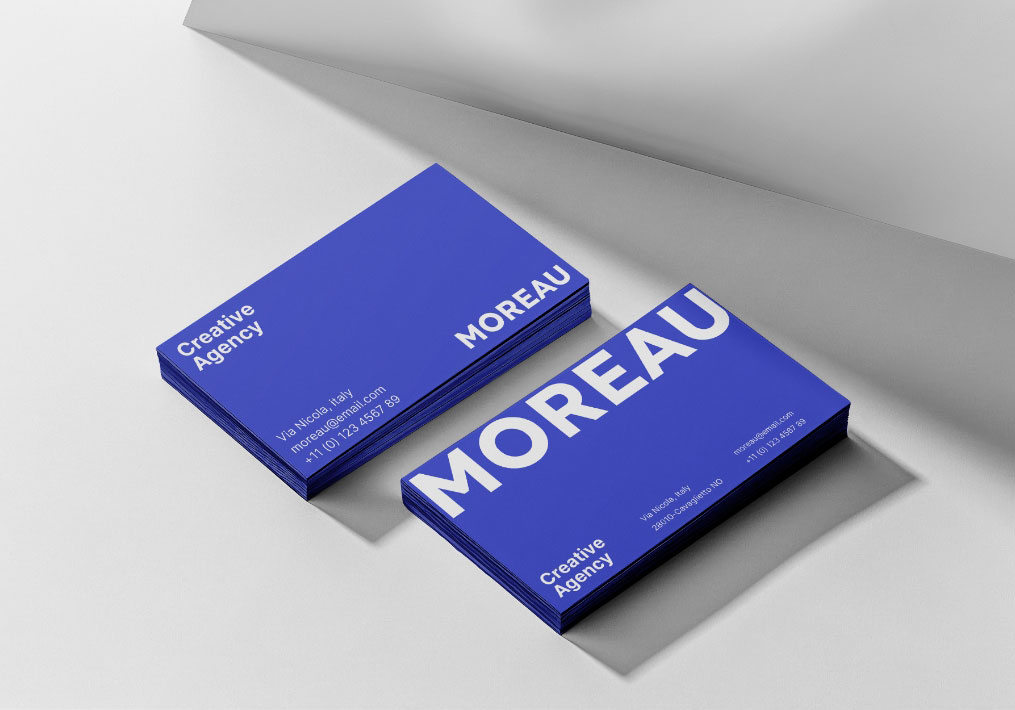 Creative
Agency
MOREAU
Via Nicola, italy
moreau@email.com
+11 (0) 123 4567 89
MOREAU
Creative
Agency
Via Nicola, italy
28010-Cavaglietto NO
moreau@email.com
+11 (0) 123 4567 89